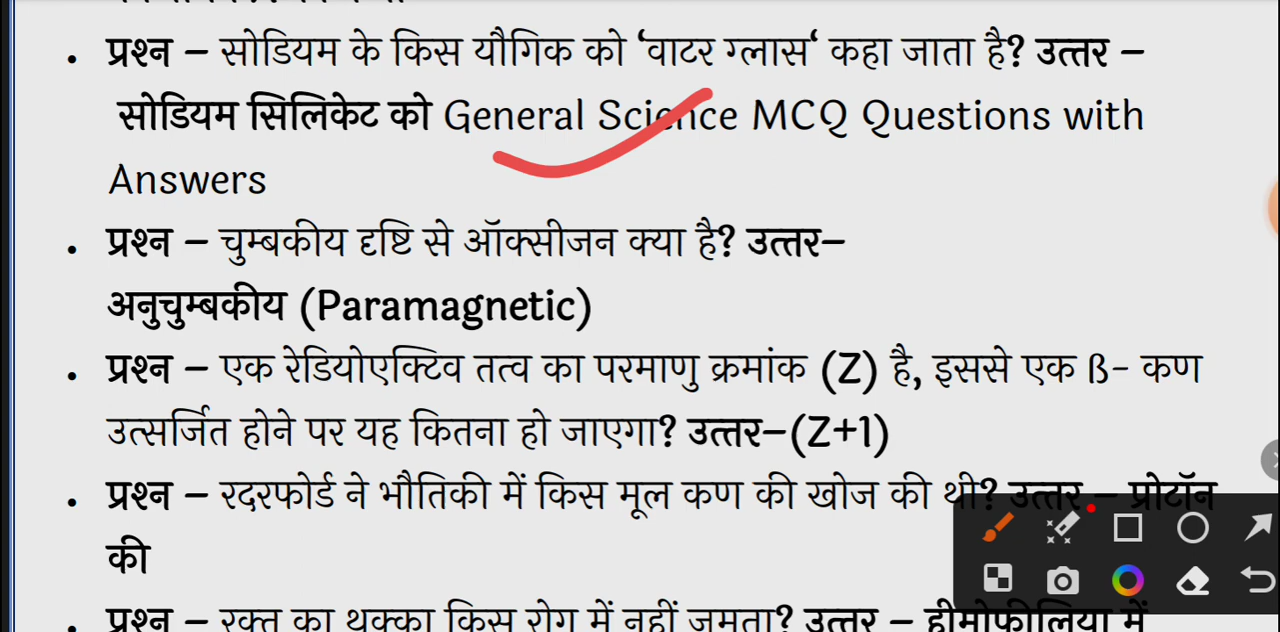 • प्रश्न – सोडियम के किस यौगिक को ‘वाटर ग्लास‘ कहा जाता है? उत्तर –
सोडियम सिलिकेट को General Science MCQ Questions with
Answers
• प्रश्न – चुम्बकीय दृष्टि से ऑक्सीजन क्या है? उत्तर–
अनुचुम्बकीय (Paramagnetic)
• प्रश्न – एक रेडियोएक्टिव तत्व का परमाणु क्रमांक (Z) है, इससे एक ß- कण
उत्सर्जित होने पर यह कितना हो जाएगा? उत्तर–(Z+1)
• प्रश्न – रदरफोर्ड ने भौतिकी में किस मूल कण की खोज की थी? उत्तर – प्रोटॉन
की
• प्रश्न – रक्त का थक्का किस रोग में नहीं जमता? उत्तर – हीमोफीलिया में